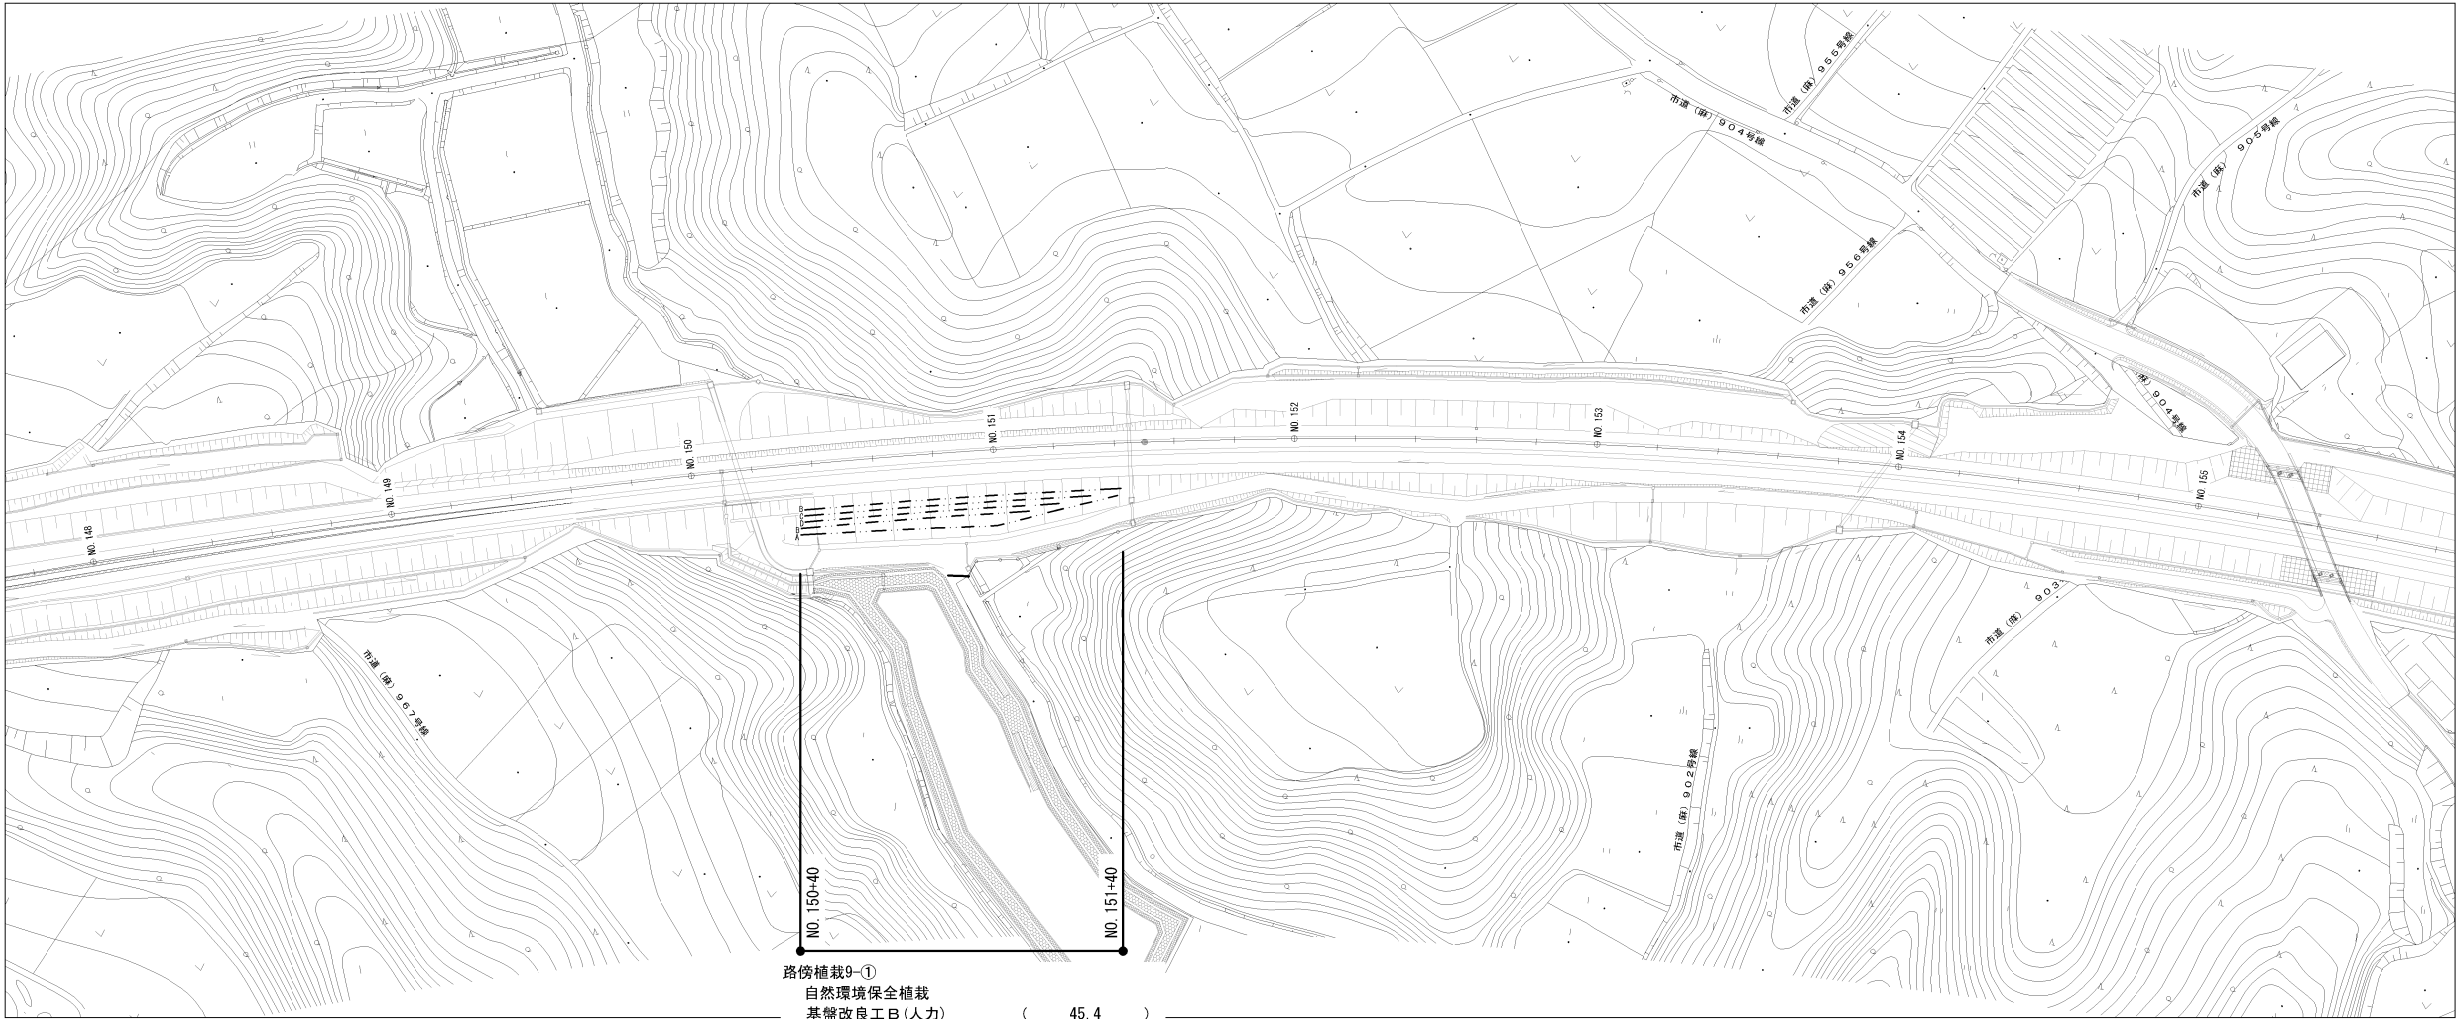 市道（麻）９５５号線
市道（麻）９０４号線
市道（麻）９０５号線
市道（麻）９５６号線
（麻）９０４号線
NO. 148
NO. 149
NO. 150
NO. 151
NO. 152
NO. 153
NO. 154
NO. 155
B
C
D
B
A
市道（麻）９６７号線
市道（麻）９０３
市道（麻）９０２号線
NO. 150+40
NO. 151+40
路傍植栽9-①
自然環境保全植栽
基盤改良工Ｂ(人力) ( 45.4 )